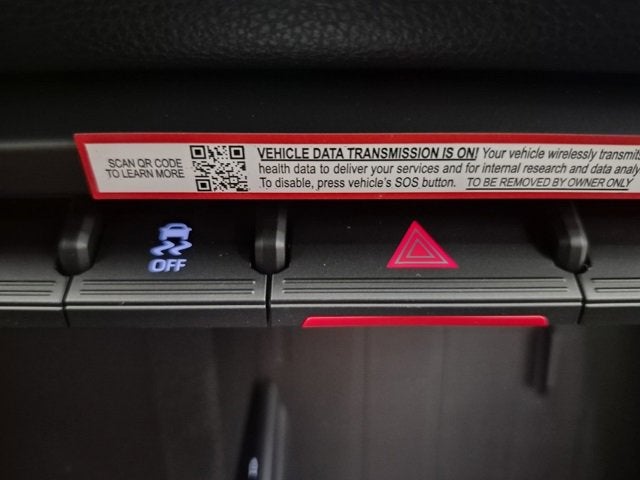 SCAN QR CODE
TO LEARN MORE
VEHICLE DATA TRANSMISSION IS ON! Your vehicle wirelessly transmits
health data to deliver your services and for internal research and data analy
To disable, press vehicle's SOS button. TO BE REMOVED BY OWNER ONLY
OFF